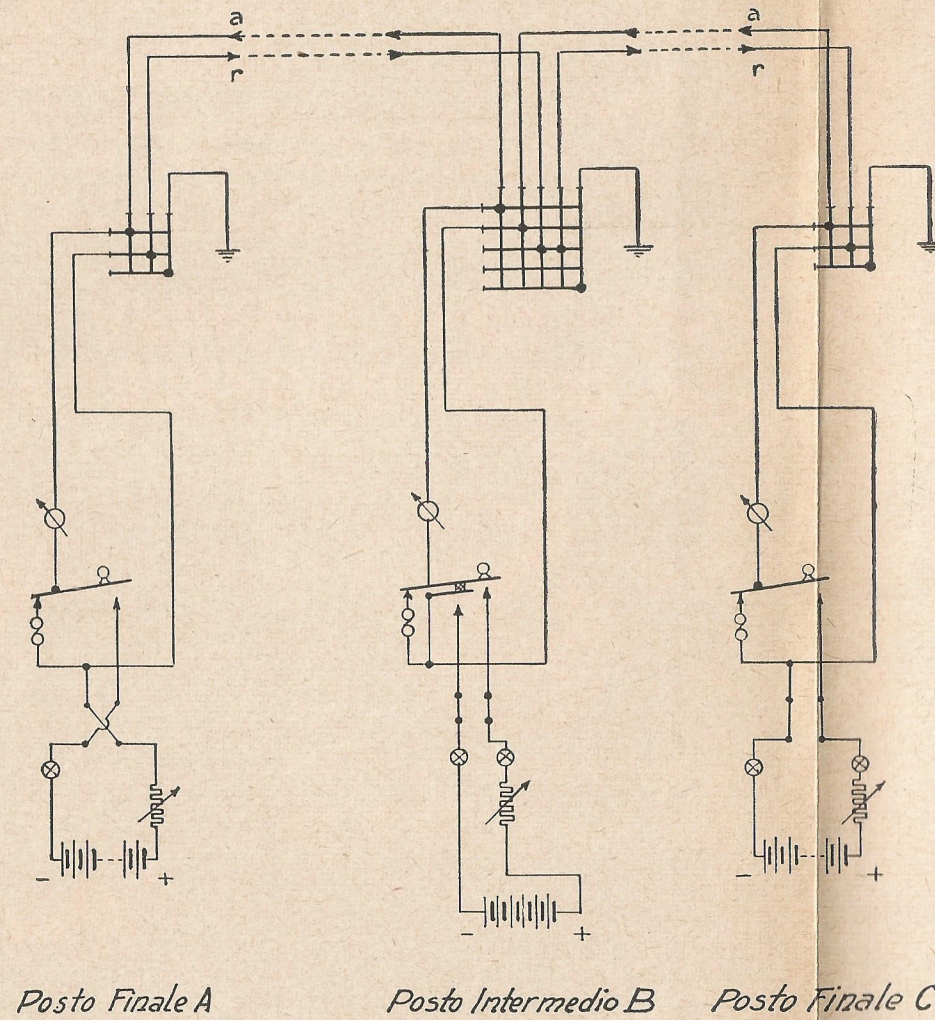 a
a
r
r
- +
- +
- +
Posto Finale A
Posto Intermedio B
Posto Finale C